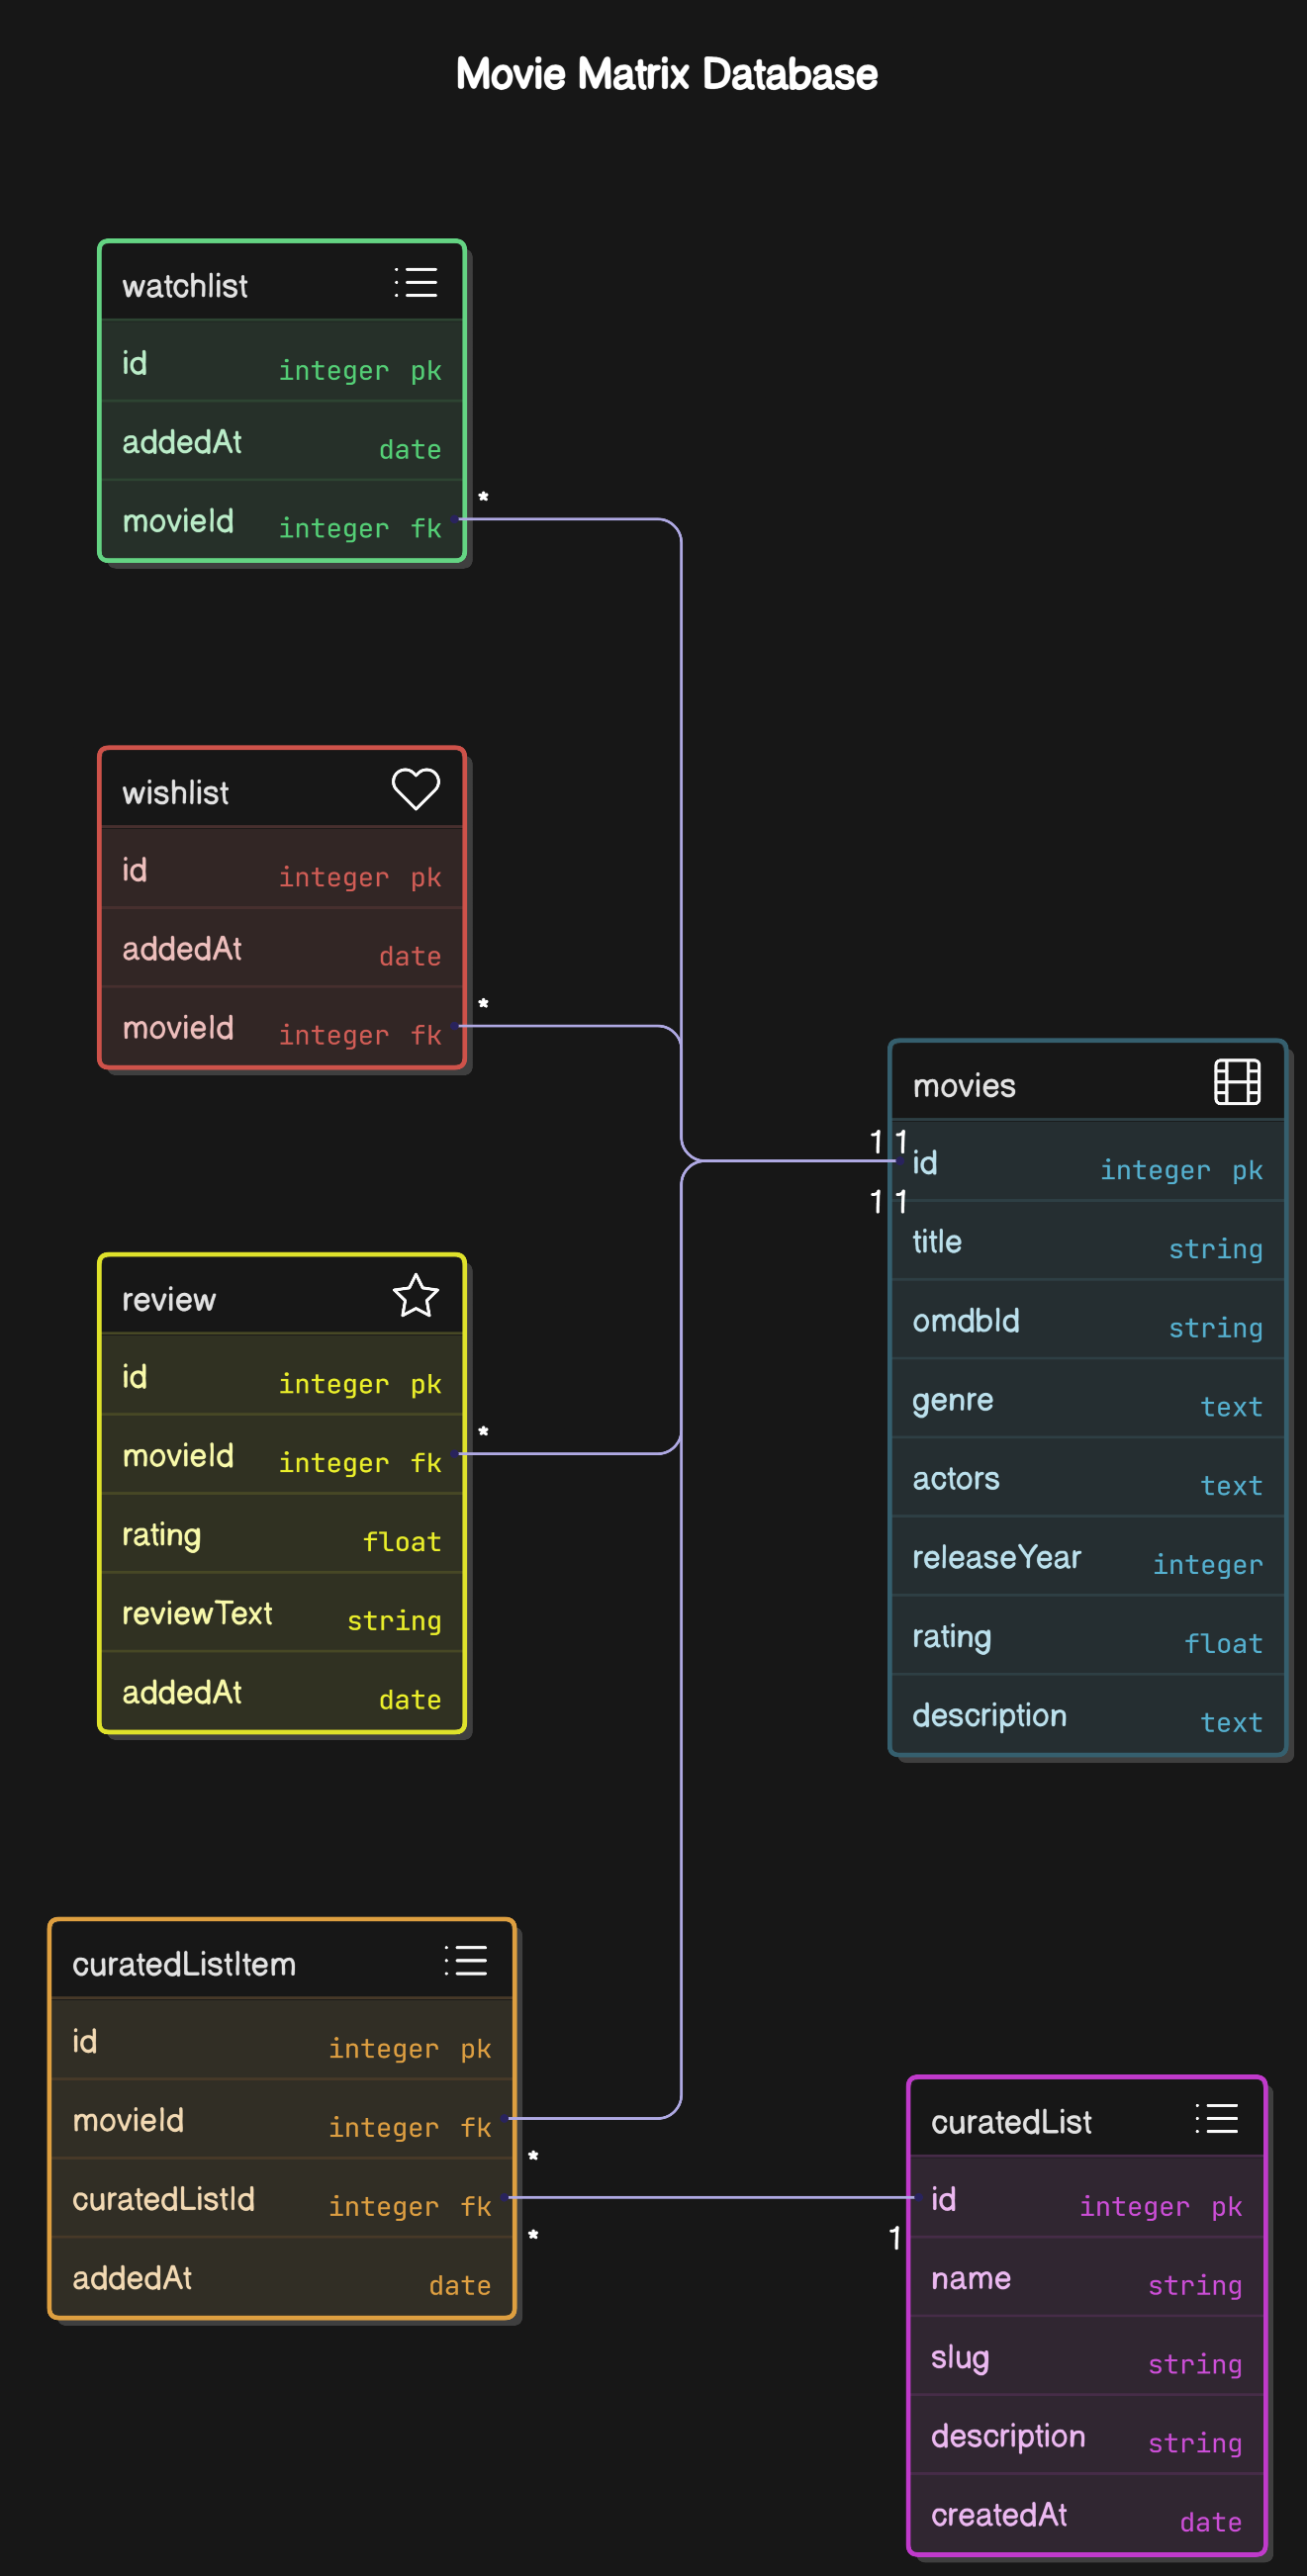 Movie Matrix Database
watchlist
id integer pk
addedAt date
movieId integer fk
*
wishlist
id integer pk
addedAt date
movieId integer fk
*
review
id integer pk
movieId integer fk
*
rating float
reviewText string
addedAt date
movies
1 1
id integer pk
1 1
title string
omdbId string
genre text
actors text
releaseYear integer
rating float
description text
curatedListItem
id integer pk
movieId integer fk
*
curatedListId integer fk
*
addedAt date
curatedList
id integer pk
1
name string
slug string
description string
createdAt date